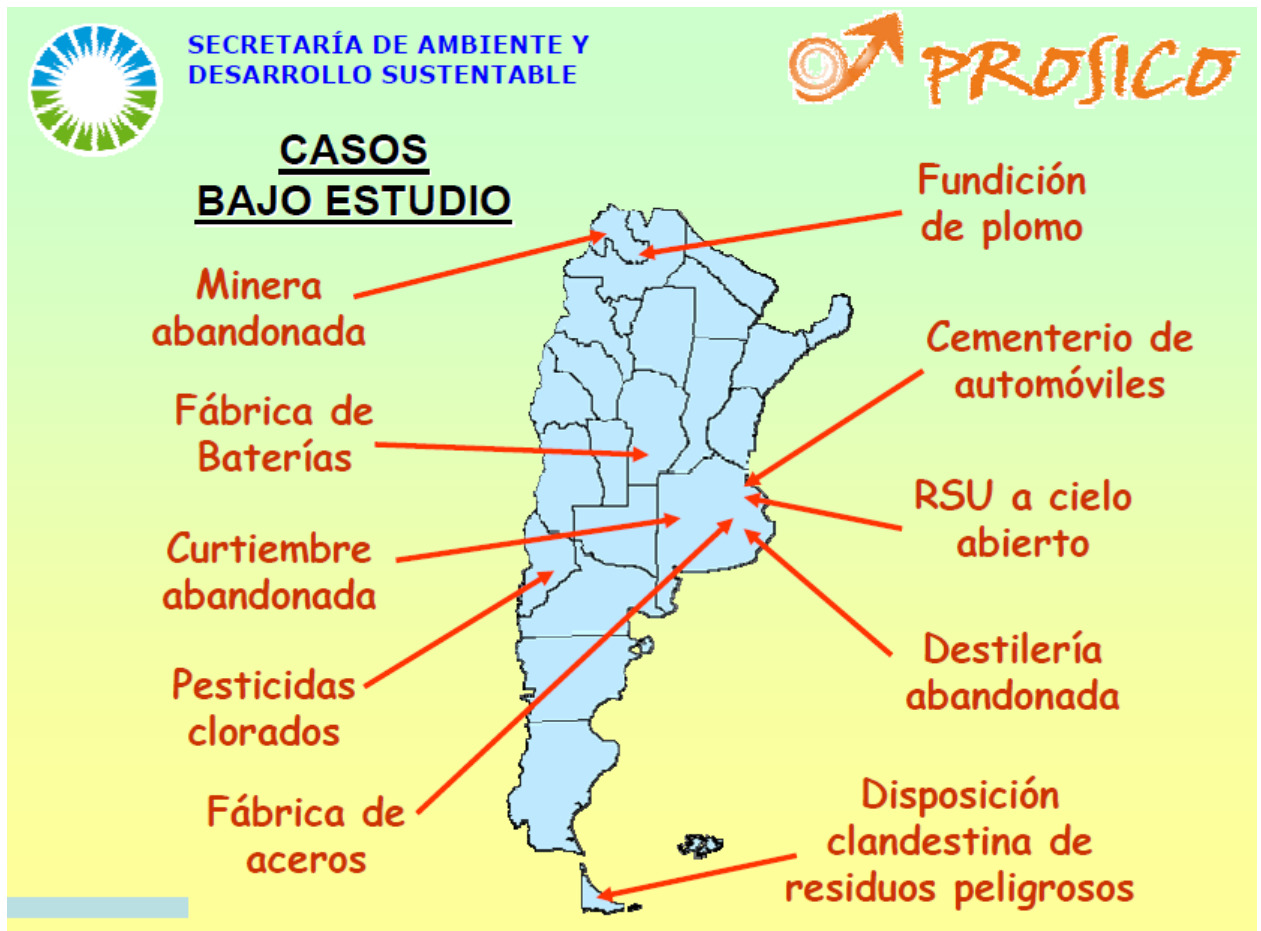 SECRETARÍA DE AMBIENTE Y
DESARROLLO SUSTENTABLE
PROSICO
CASOS
BAJO ESTUDIO
Fundición
de plomo
Minera
abandonada
Cementerio de
automóviles
Fábrica de
Baterías
RSU a cielo
abierto
Curtiembre
abandonada
Destilería
abandonada
Pesticidas
clorados
Fábrica de
aceros
Disposición
clandestina de
residuos peligrosos